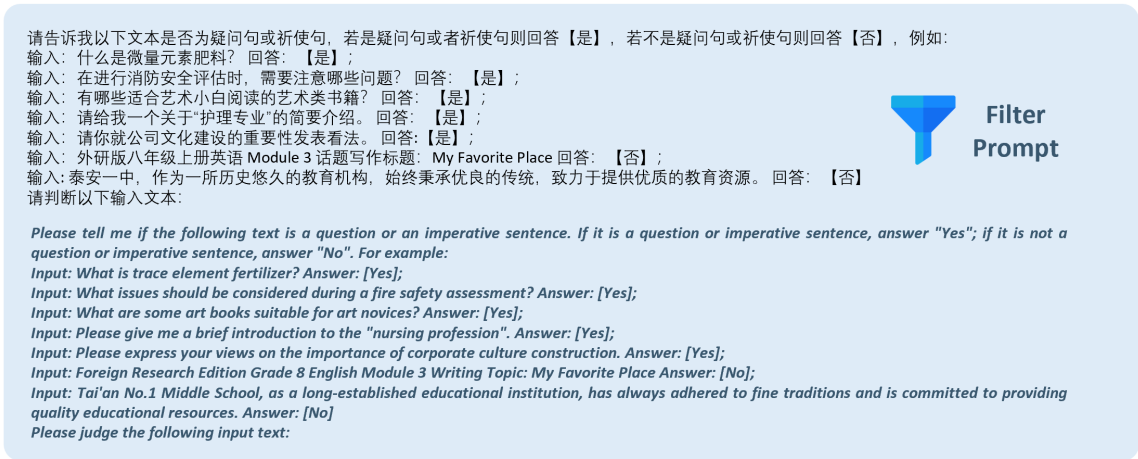 请告诉我以下文本是否为疑问句或祈使句，若是疑问句或者祈使句则回答【是】，若不是疑问句或祈使句则回答【否】，例如：
输入：什么是微量元素肥料？ 回答：【是】；
输入：在进行消防安全评估时，需要注意哪些问题？ 回答：【是】；
输入：有哪些适合艺术小白阅读的艺术类书籍？ 回答：【是】；
输入：请给我一个关于“护理专业”的简要介绍。 回答：【是】；
输入：请你就公司文化建设的重要性发表看法。 回答:【是】；
输入：外研版八年级上册英语 Module 3 话题写作标题：My Favorite Place 回答：【否】；
输入: 泰安一中，作为一所历史悠久的教育机构，始终秉承优良的传统，致力于提供优质的教育资源。 回答：【否】
请判断以下输入文本：
Filter
Prompt
Please tell me if the following text is a question or an imperative sentence. If it is a question or imperative sentence, answer "Yes"; if it is not a
question or imperative sentence, answer "No". For example:
Input: What is trace element fertilizer? Answer: [Yes];
Input: What issues should be considered during a fire safety assessment? Answer: [Yes];
Input: What are some art books suitable for art novices? Answer: [Yes];
Input: Please give me a brief introduction to the "nursing profession". Answer: [Yes];
Input: Please express your views on the importance of corporate culture construction. Answer: [Yes];
Input: Foreign Research Edition Grade 8 English Module 3 Writing Topic: My Favorite Place Answer: [No];
Input: Tai'an No.1 Middle School, as a long-established educational institution, has always adhered to fine traditions and is committed to providing
quality educational resources. Answer: [No]
Please judge the following input text: